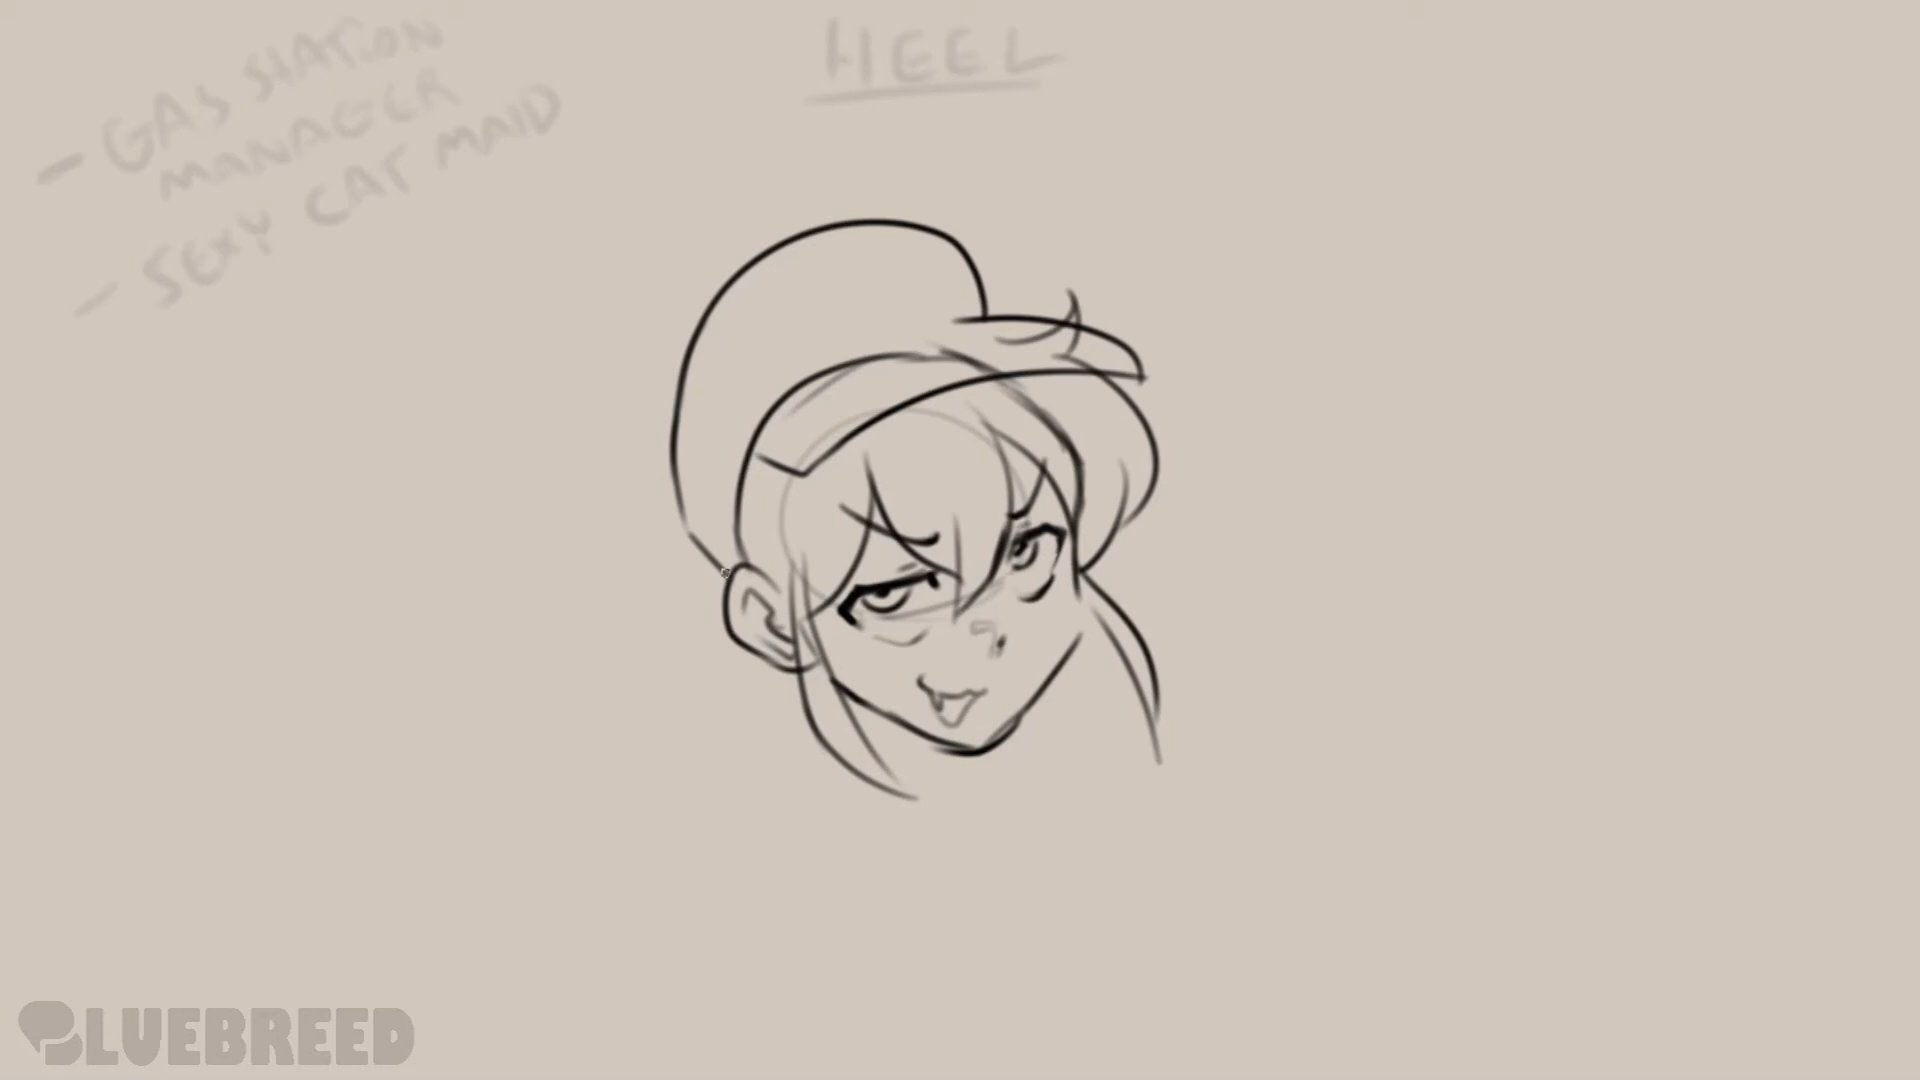 HEEL
- GAS STATION
MANAGER
- SEXY CAT MAID
BLUEBREED